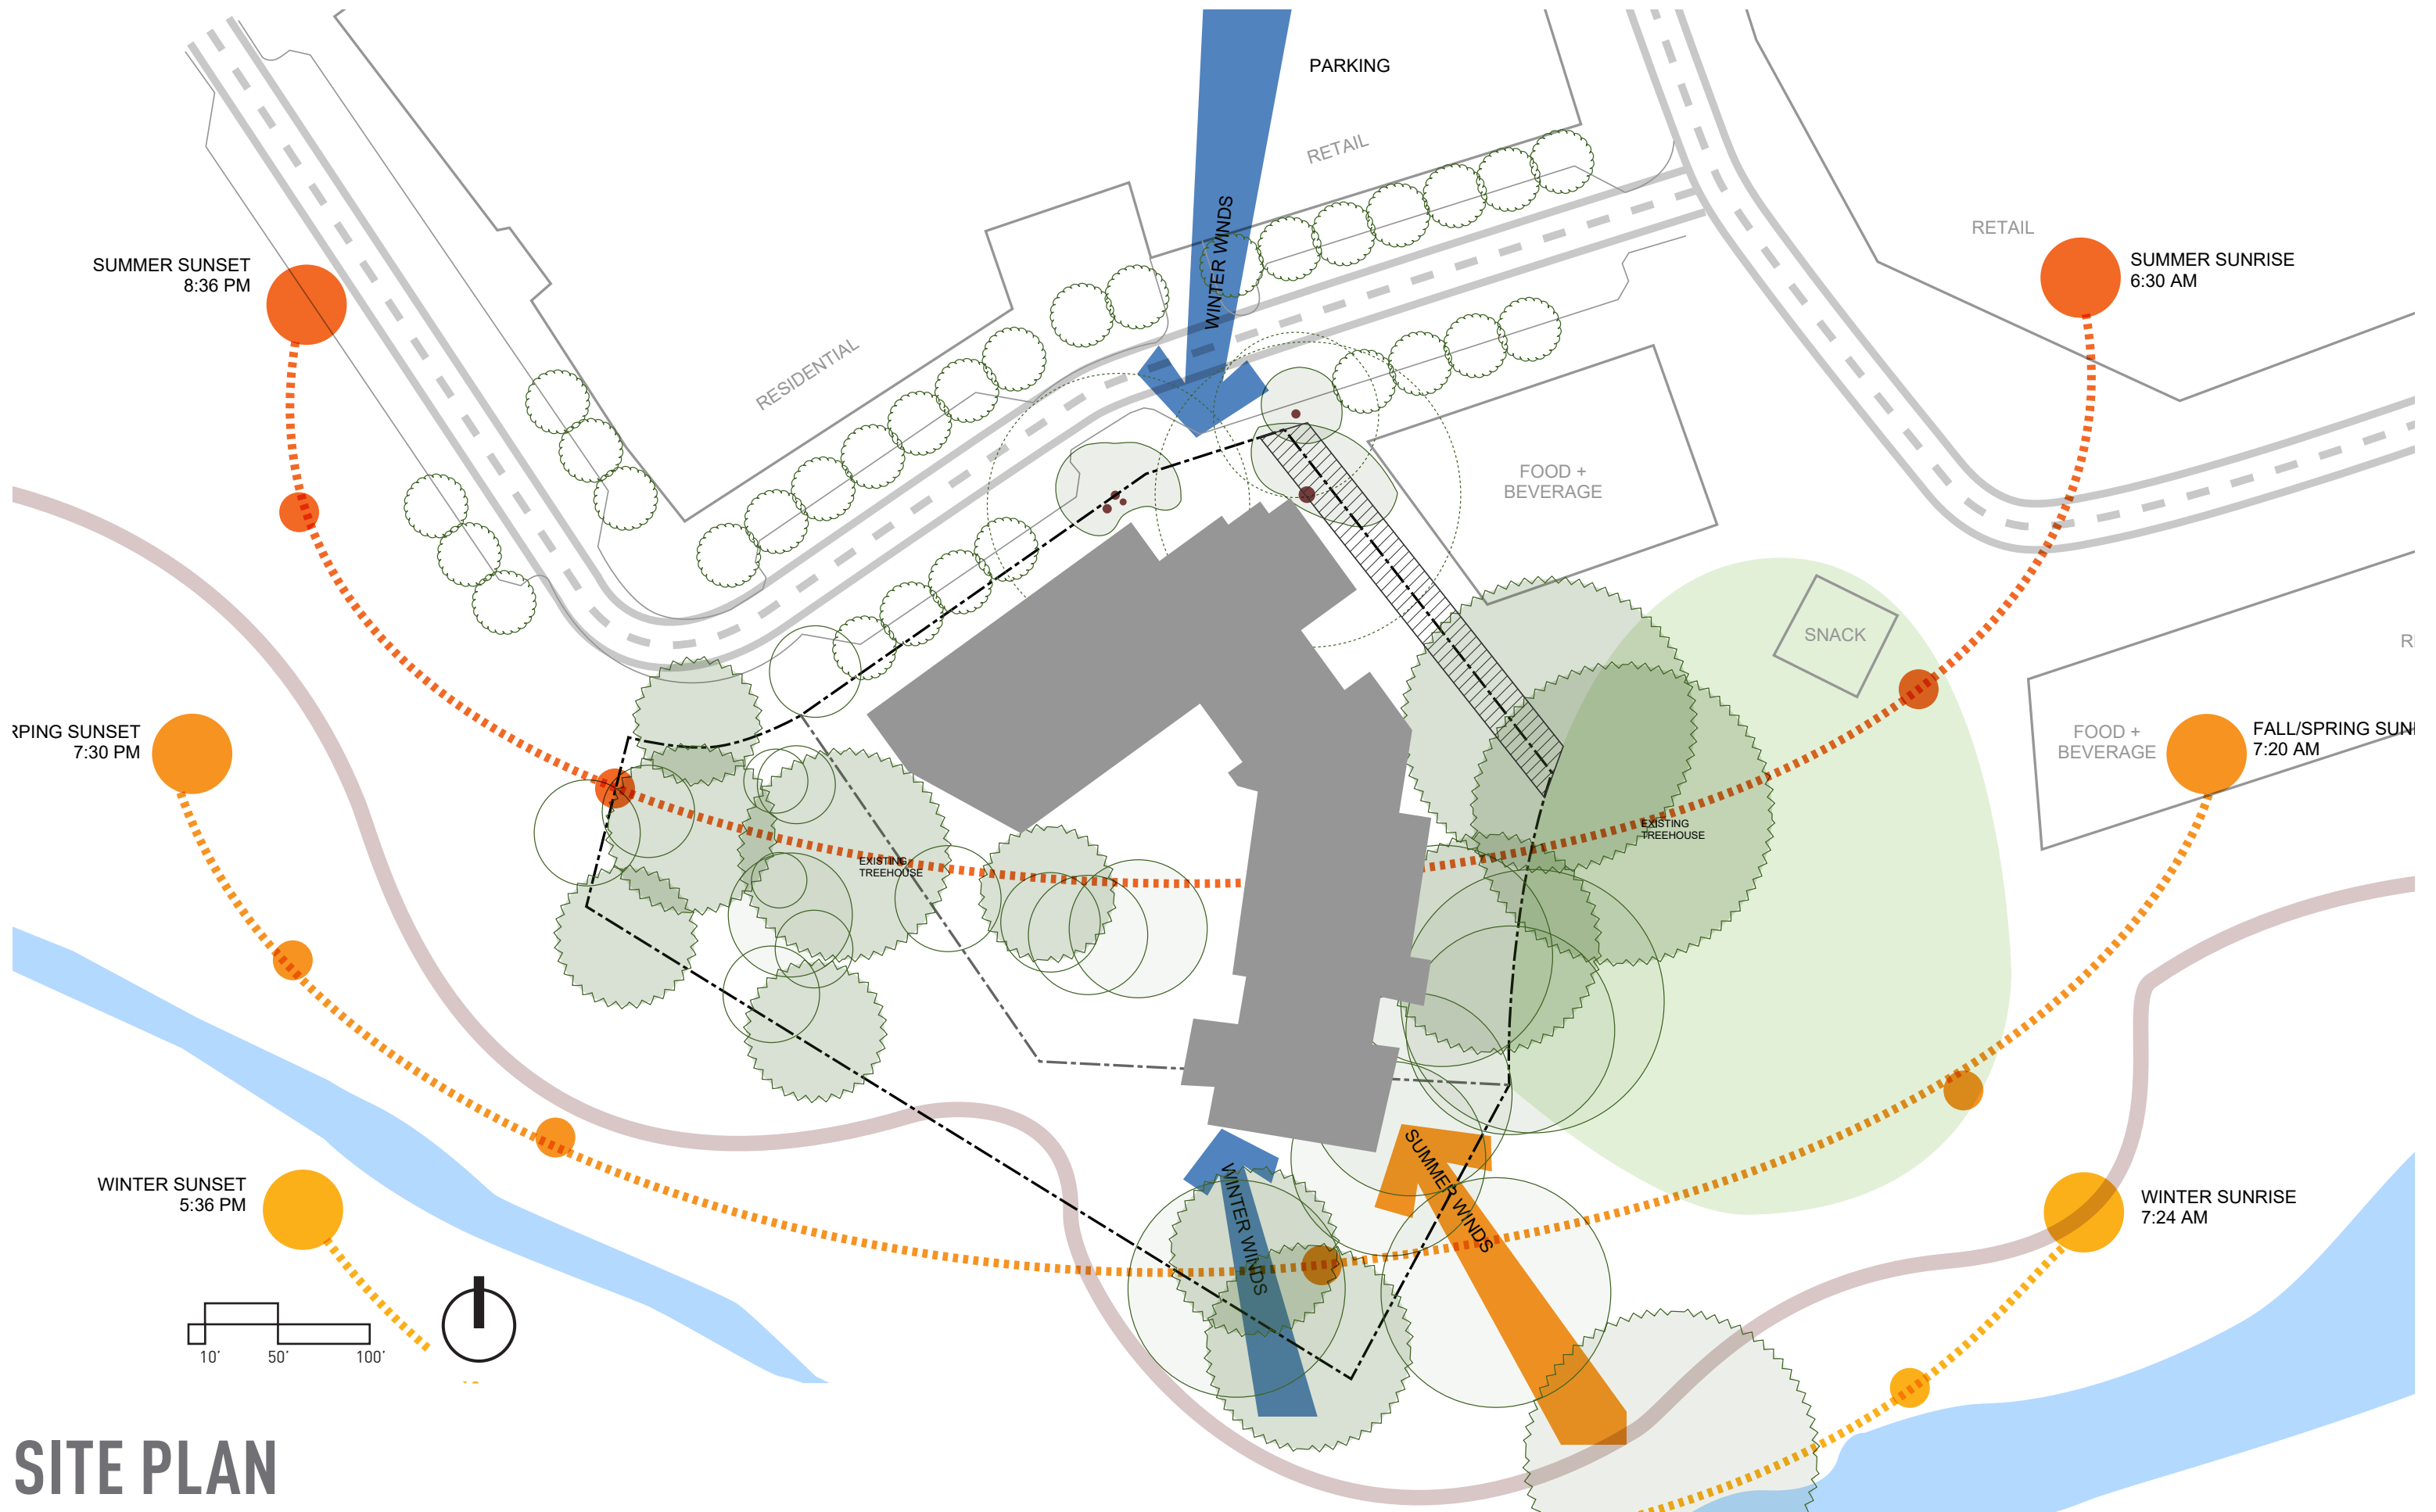 PARKING
RETAIL
WINTER WINDS
RETAIL
SUMMER SUNSET
8:36 PM
SUMMER SUNRISE
6:30 AM
RESIDENTIAL
FOOD +
BEVERAGE
SNACK
RPING SUNSET
7:30 PM
FOOD +
BEVERAGE
FALL/SPRING SUN
7:20 AM
EXISTING
TREEHOUSE
EXISTING
TREEHOUSE
WINTER SUNSET
5:36 PM
WINTER WINDS
SUMMER WINDS
WINTER SUNRISE
7:24 AM
10' 50' 100'
SITE PLAN